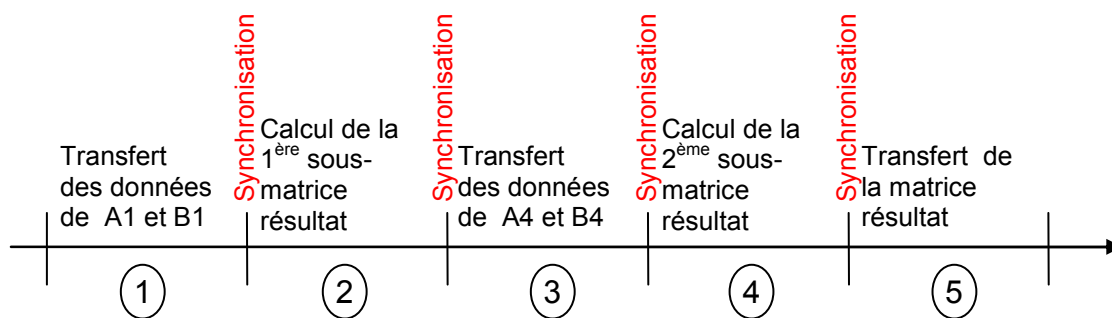 Transfert
des données
de A1 et B1
Synchronisation
Calcul de la
1ère sous-
matrice
résultat
Synchronisation
Transfert
des données
de A4 et B4
Synchronisation
Calcul de la
2ème sous-
matrice
résultat
Synchronisation
Transfert de
la matrice
résultat
1
2
3
4
5